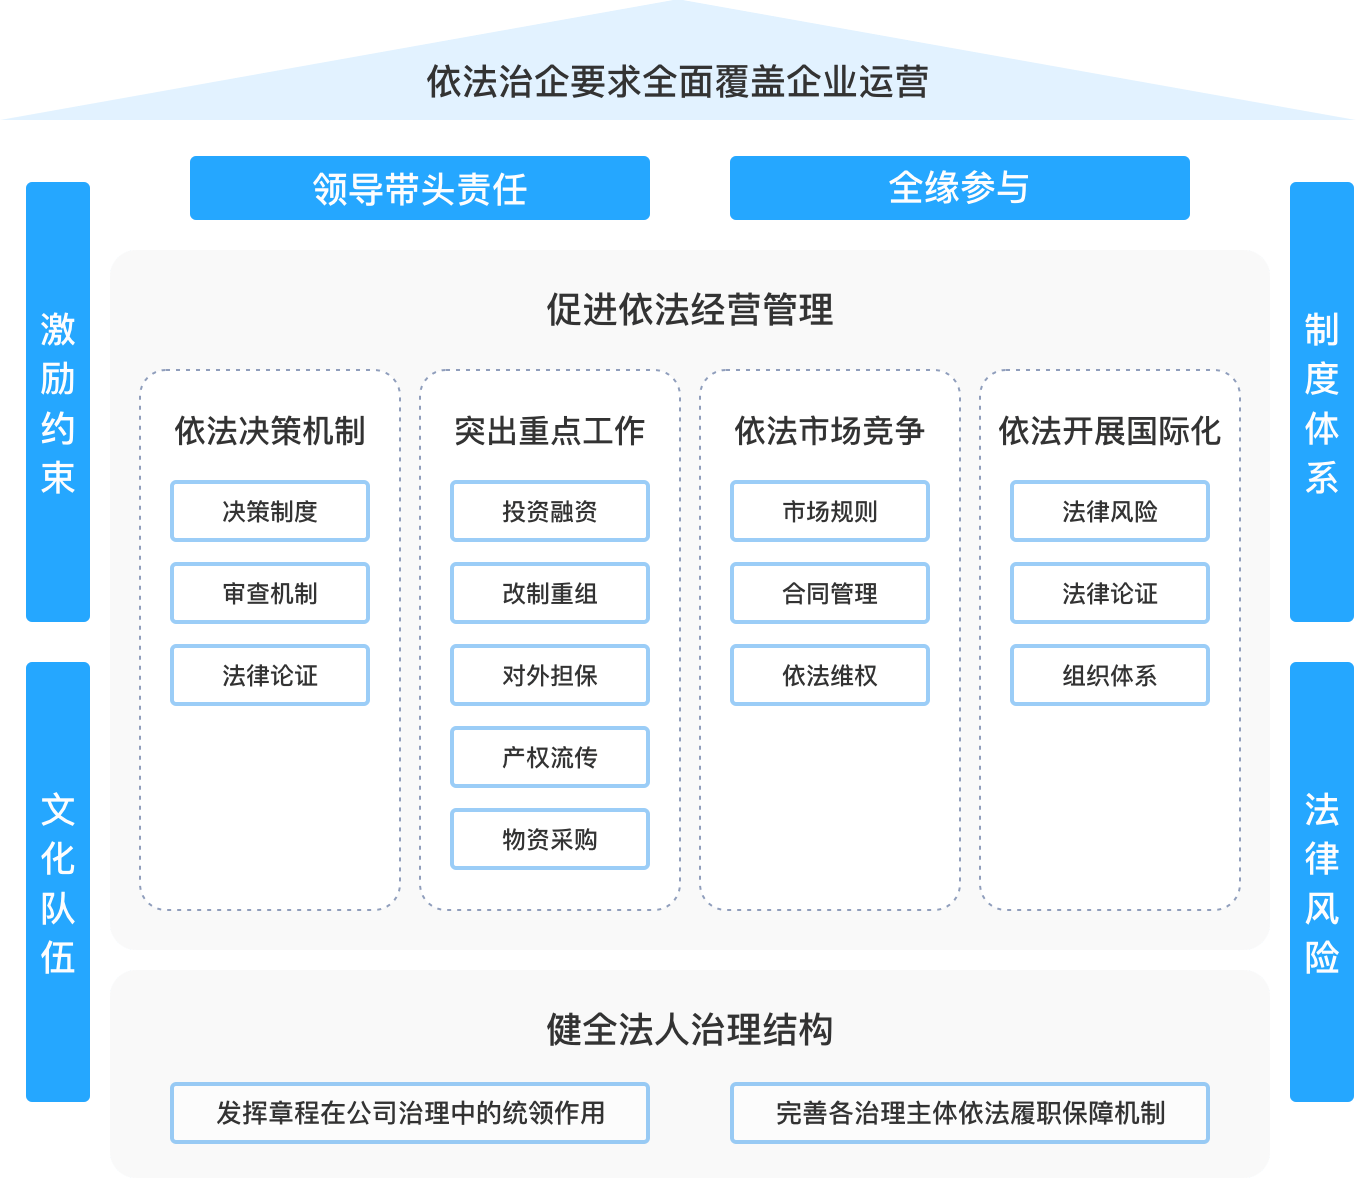 依法治企要求全面覆盖企业运营
领导带头责任
全缘参与
激励约束
文化队伍
促进依法经营管理
依法决策机制
决策制度
审查机制
法律论证
突出重点工作
投资融资
改制重组
对外担保
产权流传
物资采购
依法市场竞争
市场规则
合同管理
依法维权
依法开展国际化
法律风险
法律论证
组织体系
制度体系
法律风险
健全法人治理结构
发挥章程在公司治理中的统领作用
完善各治理主体依法履职保障机制